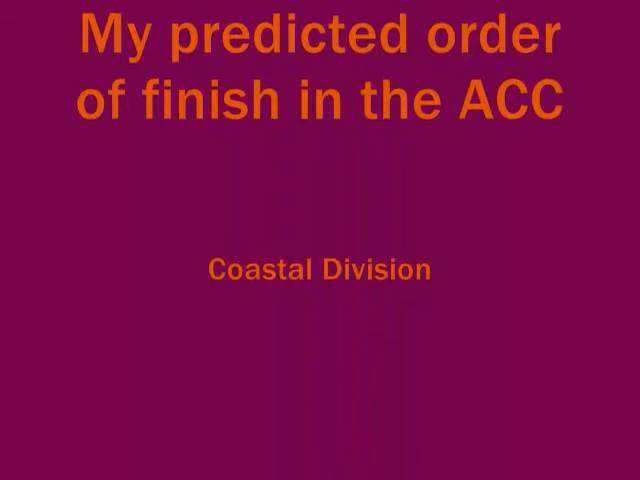 My predicted order
of finish in the ACC
Coastal Division